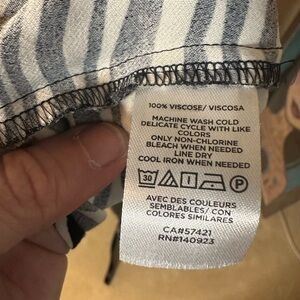 100% VISCOSE/ VISCOSA
MACHINE WASH COLD
DELICATE CYCLE WITH LIKE
COLORS
ONLY NON-CHLORINE
BLEACH WHEN NEEDED
LINE DRY
COOL IRON WHEN NEEDED
30 P
AVEC DES COULEURS
SEMBLABLES/ CON
COLORES SIMILARES
CA#57421
RN#140923